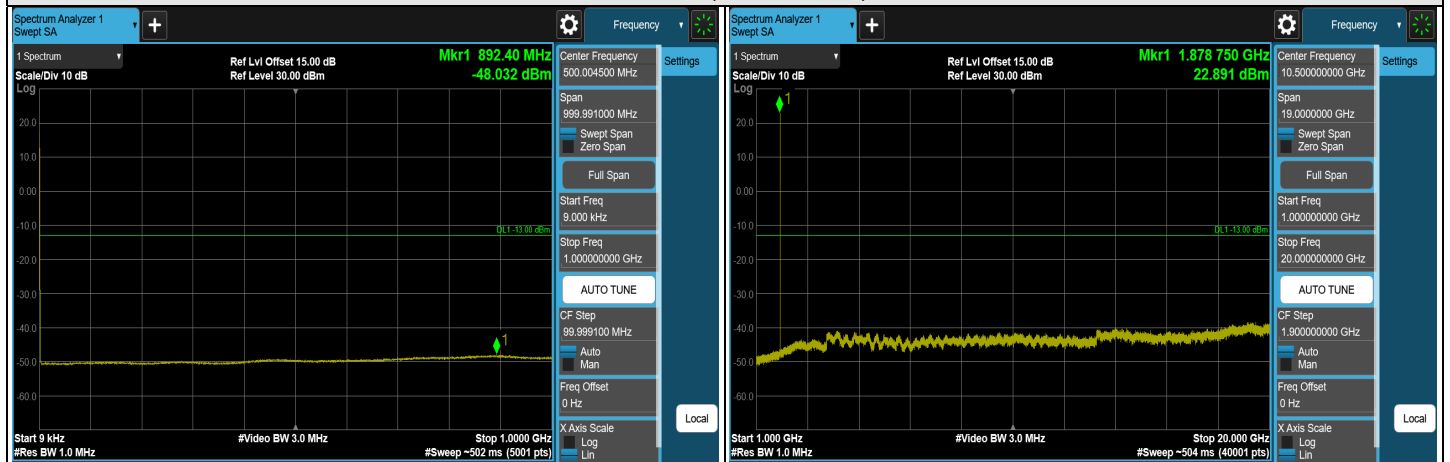 Spectrum Analyzer 1
Swept SA
+
Frequency
1 Spectrum
Scale/Div 10 dB
Ref Lvl Offset 15.00 dB
Ref Level 30.00 dBm
Mkr1 892.40 MHz
-48.032 dBm
Log
1
20.0
10.0
0.00
-10.0
DL1 -13.00 dBm
-20.0
-30.0
-40.0
-50.0
-60.0
Start 9 kHz
#Res BW 1.0 MHz
#Video BW 3.0 MHz
Stop 1.0000 GHz
#Sweep ~502 ms (5001 pts)
Center Frequency
500.004500 MHz
Span
999.991000 MHz
Swept Span
Zero Span
Full Span
Start Freq
9.000 kHz
Stop Freq
1.000000000 GHz
AUTO TUNE
CF Step
99.999100 MHz
Auto
Man
Freq Offset
0 Hz
X Axis Scale
Log
Lin
Settings
Local
Spectrum Analyzer 1
Swept SA
+
Frequency
1 Spectrum
Scale/Div 10 dB
Ref Lvl Offset 15.00 dB
Ref Level 30.00 dBm
Mkr1 1.878 750 GHz
22.891 dBm
Log
1
20.0
10.0
0.00
-10.0
DL1 -13.00 dBm
-20.0
-30.0
-40.0
-50.0
-60.0
Start 1.000 GHz
#Res BW 1.0 MHz
#Video BW 3.0 MHz
Stop 20.000 GHz
#Sweep ~504 ms (40001 pts)
Center Frequency
10.500000000 GHz
Span
19.0000000 GHz
Swept Span
Zero Span
Full Span
Start Freq
1.000000000 GHz
Stop Freq
20.000000000 GHz
AUTO TUNE
CF Step
1.900000000 GHz
Auto
Man
Freq Offset
0 Hz
X Axis Scale
Log
Lin
Settings
Local